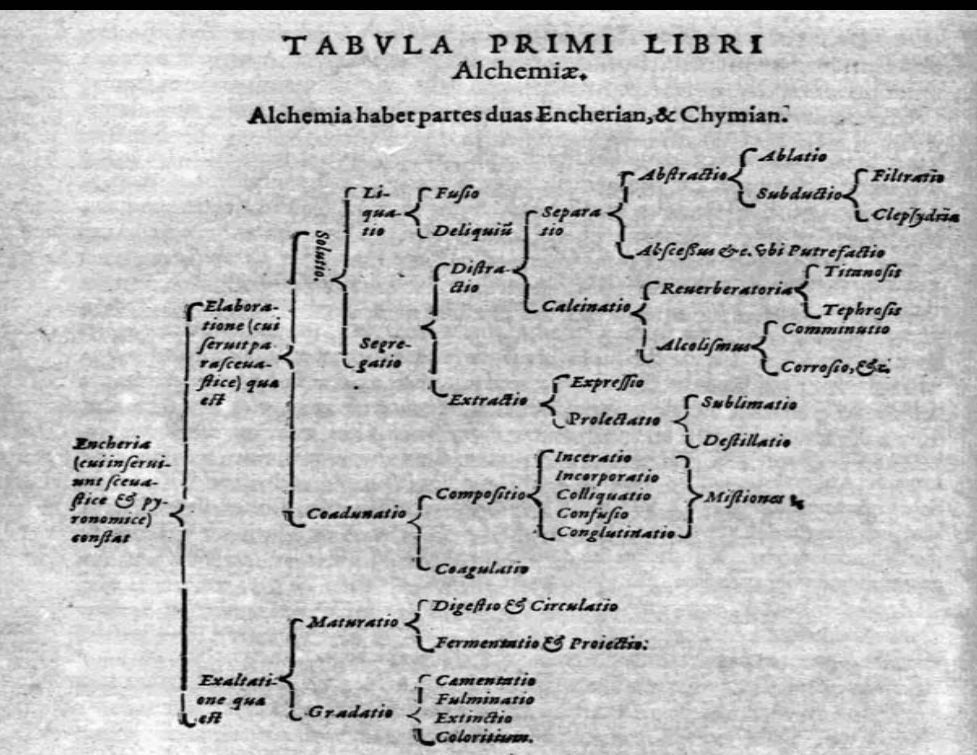 TABVLA PRIMI LIBRI
Alchemiæ.
Alchemia habet partes duas Encherian, & Chymian.
Encheria
(cui inserui-
unt sceua-
stice & py-
ronomice)
constat
Elabora-
tione (cui
seruit pa-
rasceua-
stice) qua
est
Solutio.
Li-
qua-
tio
Fusio
Deliquiū
Segre-
gatio
Distra-
ctio
Separa
tio
Abstractio
Ablatio
Subductio
Filtratio
Clepsydria
Abscessus &c. vbi Putrefactio
Calcinatio
Reuerberatoria
Titanosis
Tephrosis
Alcolismus
Comminutio
Corrosio, &c.
Extractio
Expressio
Prolectatio
Sublimatio
Destillatio
Coadunatio
Compositio
Inceratio
Incorporatio
Colliquatio
Confusio
Conglutinatio
Mistiones
Coagulatio
Exaltati-
one qua
est
Maturatio
Digestio & Circulatio
Fermentatio & Proiectio:
Gradatio
Camentatio
Fulminatio
Extinctio
Coloritium.